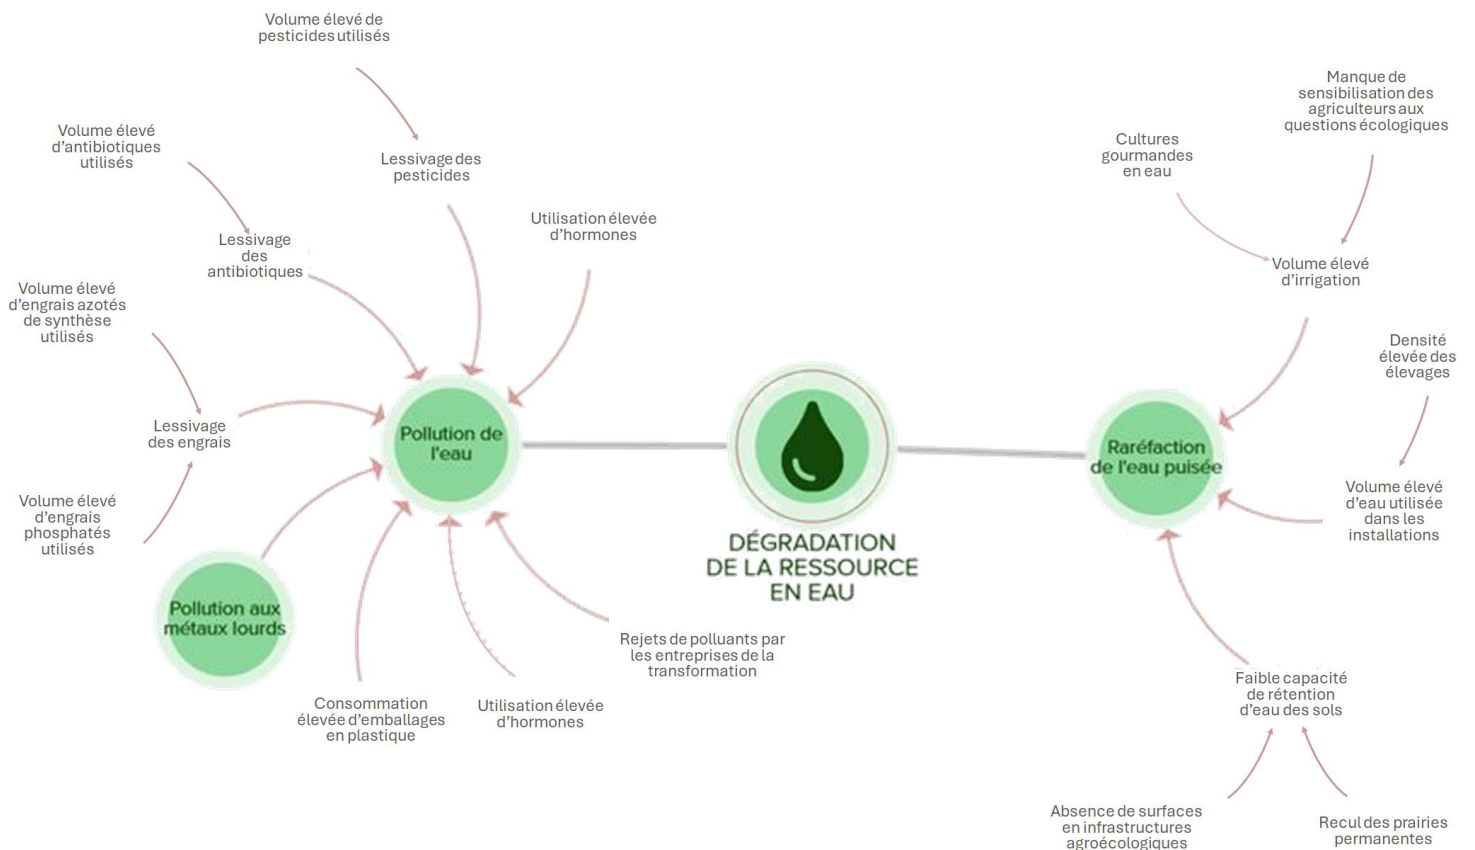 Volume élevé de
pesticides utilisés
Volume élevé
d'antibiotiques
utilisés
Lessivage des
pesticides
Utilisation élevée
d'hormones
Lessivage
des
antibiotiques
Volume élevé
d'engrais azotés
de synthèse
utilisés
Lessivage
des engrais
Volume élevé
d'engrais
phosphatés
utilisés
Pollution de
l'eau
Pollution aux
métaux lourds
Consommation
élevée d'emballages
en plastique
Utilisation élevée
d'hormones
Rejets de polluants par
les entreprises de la
transformation
DÉGRADATION
DE LA RESSOURCE
EN EAU
Manque de
sensibilisation des
agriculteurs aux
questions écologiques
Cultures
gourmandes
en eau
Volume élevé
d'irrigation
Densité
élevée des
élevages
Raréfaction
de l'eau puisée
Volume élevé
d'eau utilisée
dans les
installations
Faible capacité
de rétention
d'eau des sols
Absence de surfaces
en infrastructures
agroécologiques
Recul des prairies
permanentes